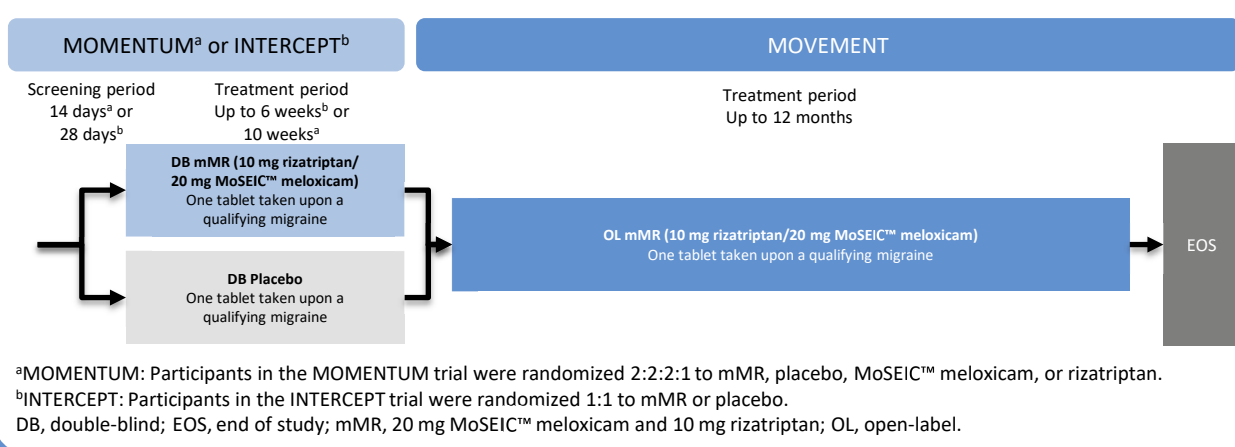 MOMENTUMᵃ or INTERCEPTᵇ
MOVEMENT
Screening period
14 daysᵃ or
28 daysᵇ
Treatment period
Up to 6 weeksᵇ or
10 weeksᵃ
Treatment period
Up to 12 months
DB mMR (10 mg rizatriptan/
20 mg MoSEIC™ meloxicam)
One tablet taken upon a
qualifying migraine
DB Placebo
One tablet taken upon a
qualifying migraine
OL mMR (10 mg rizatriptan/20 mg MoSEIC™ meloxicam)
One tablet taken upon a qualifying migraine
EOS
ᵃMOMENTUM: Participants in the MOMENTUM trial were randomized 2:2:2:1 to mMR, placebo, MoSEIC™ meloxicam, or rizatriptan.
ᵇINTERCEPT: Participants in the INTERCEPT trial were randomized 1:1 to mMR or placebo.
DB, double-blind; EOS, end of study; mMR, 20 mg MoSEIC™ meloxicam and 10 mg rizatriptan; OL, open-label.